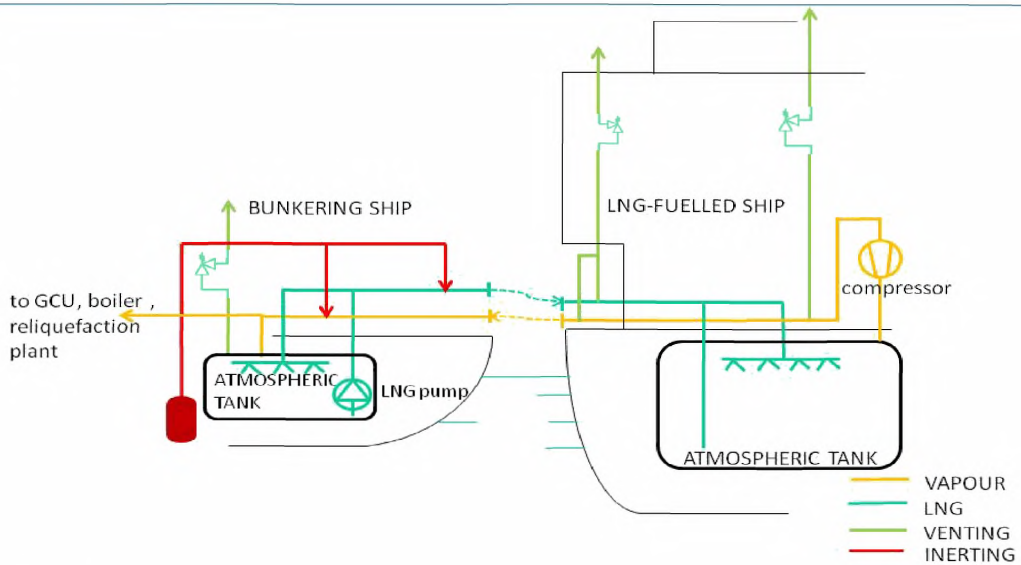 BUNKERING SHIP
LNG-FUELLED SHIP
to GCU, boiler ,
reliquefaction
plant
compressor
ATMOSPHERIC
TANK
LNG pump
ATMOSPHERIC TANK
VAPOUR
LNG
VENTING
INERTING